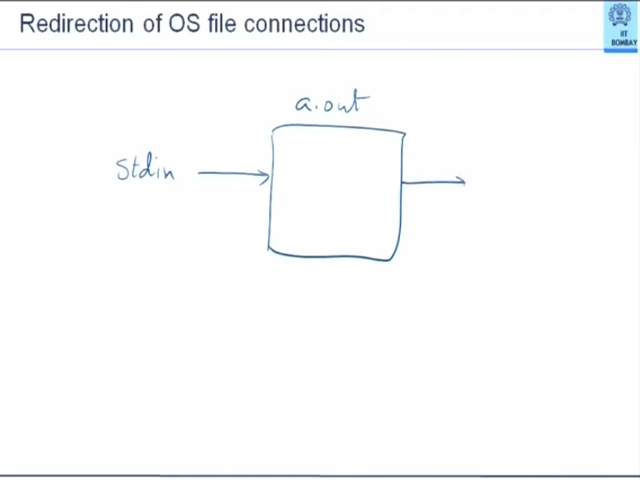 Redirection of OS file connections
IIT
BOMBAY
a.out
Stdin